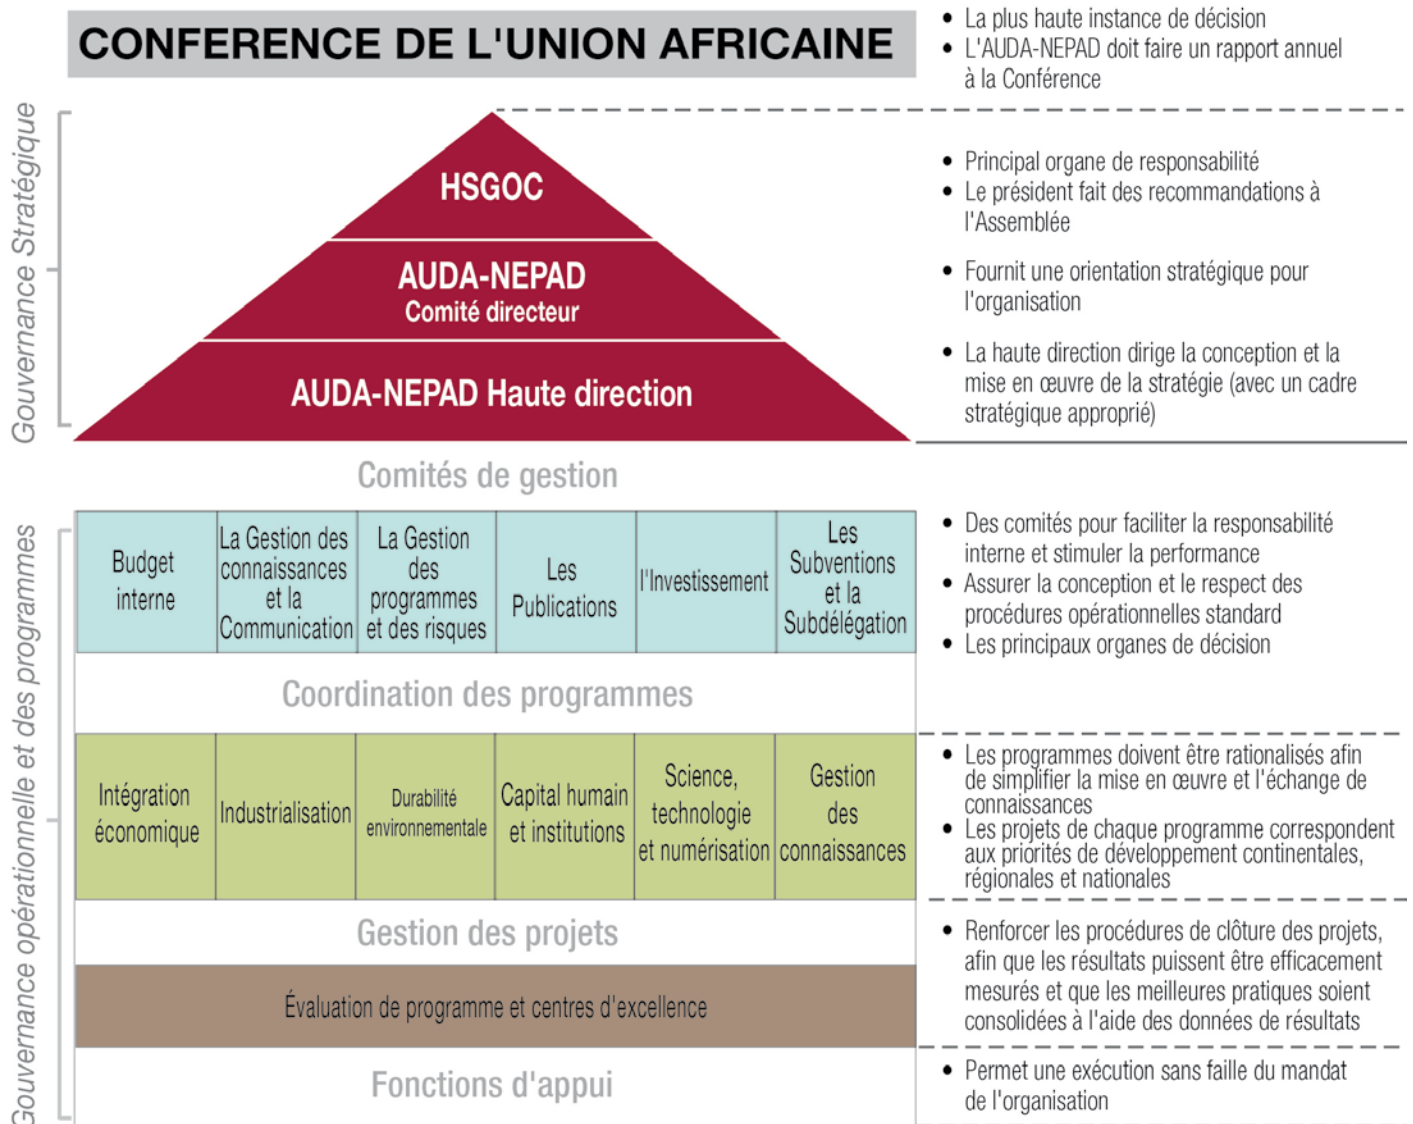 CONFERENCE DE L'UNION AFRICAINE
• La plus haute instance de décision
• L'AUDA-NEPAD doit faire un rapport annuel
à la Conférence
Gouvernance Stratégique
HSGOC
AUDA-NEPAD
Comité directeur
AUDA-NEPAD Haute direction
• Principal organe de responsabilité
• Le président fait des recommandations à
l'Assemblée
• Fournit une orientation stratégique pour
l'organisation
• La haute direction dirige la conception et la
mise en œuvre de la stratégie (avec un cadre
stratégique approprié)
Gouvernance opérationnelle et des programmes
Comités de gestion
Budget
interne
La Gestion des
connaissances
et la
Communication
La Gestion
des
programmes
et des risques
Les
Publications
l'Investissement
Les
Subventions
et la
Subdélégation
• Des comités pour faciliter la responsabilité
interne et stimuler la performance
• Assurer la conception et le respect des
procédures opérationnelles standard
• Les principaux organes de décision
Coordination des programmes
Intégration
économique
Industrialisation
Durabilité
environnementale
Capital humain
et institutions
Science,
technologie
et numérisation
Gestion
des
connaissances
• Les programmes doivent être rationalisés afin
de simplifier la mise en œuvre et l'échange de
connaissances
• Les projets de chaque programme correspondent
aux priorités de développement continentales,
régionales et nationales
Gestion des projets
Évaluation de programme et centres d'excellence
• Renforcer les procédures de clôture des projets,
afin que les résultats puissent être efficacement
mesurés et que les meilleures pratiques soient
consolidées à l'aide des données de résultats
Fonctions d'appui
• Permet une exécution sans faille du mandat
de l'organisation